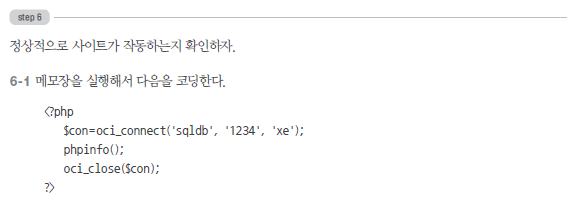 step 6
정상적으로 사이트가 작동하는지 확인하자.
6-1 메모장을 실행해서 다음을 코딩한다.
<?php
$con=oci_connect('sqldb', '1234', 'xe');
phpinfo();
oci_close($con);
?>